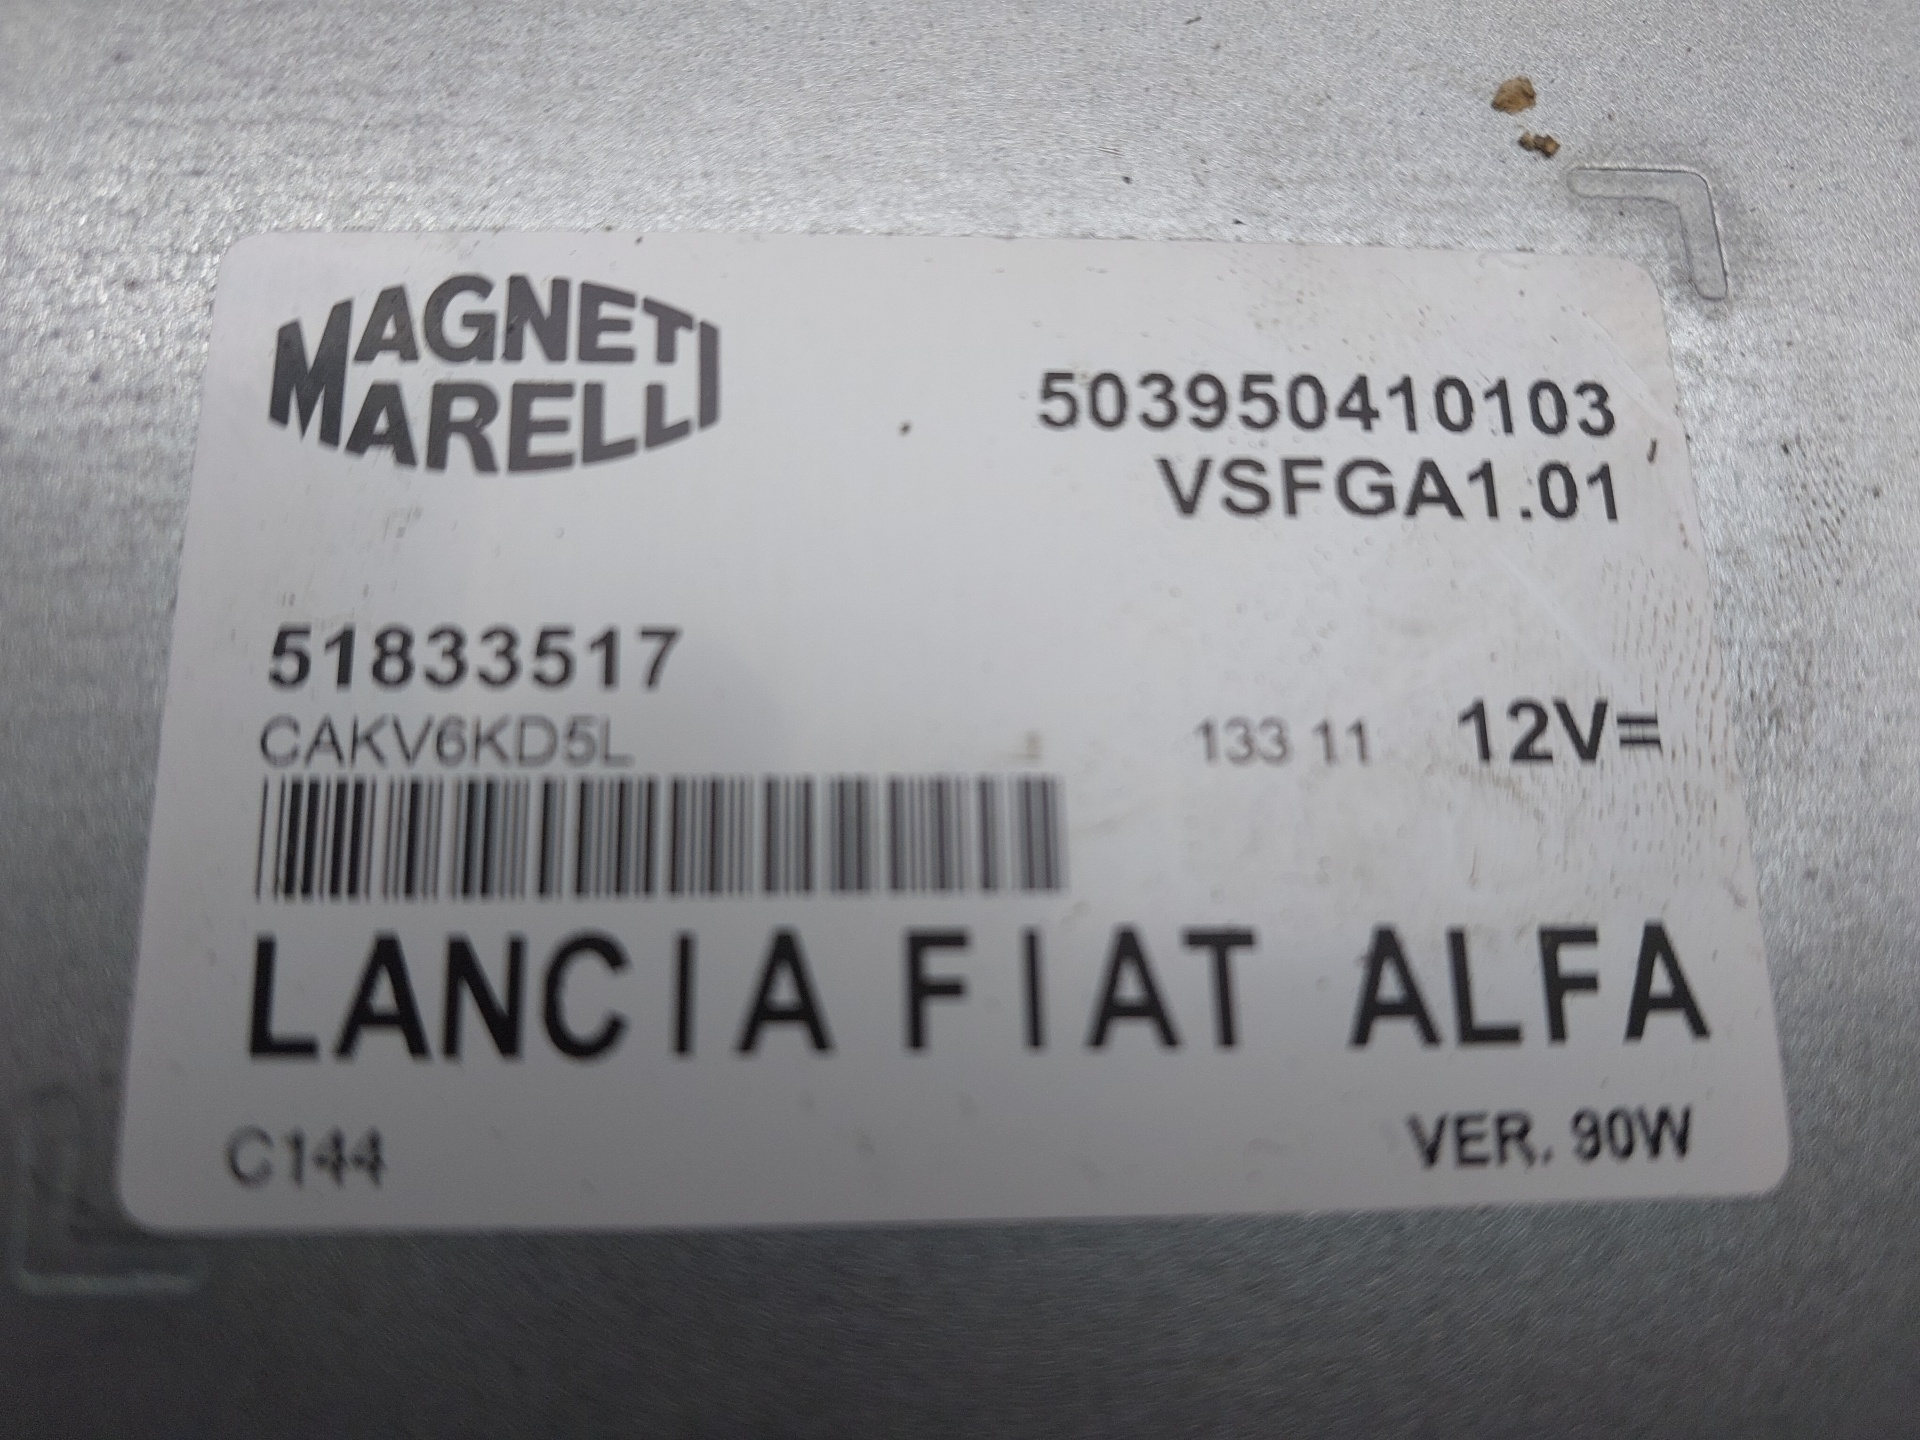 MAGNETI
MARELLI
503950410103
VSFGA1.01
51833517
CAKV6KD5L
133 11 12V=
LANCIA FIAT ALFA
C144 VER. 90W